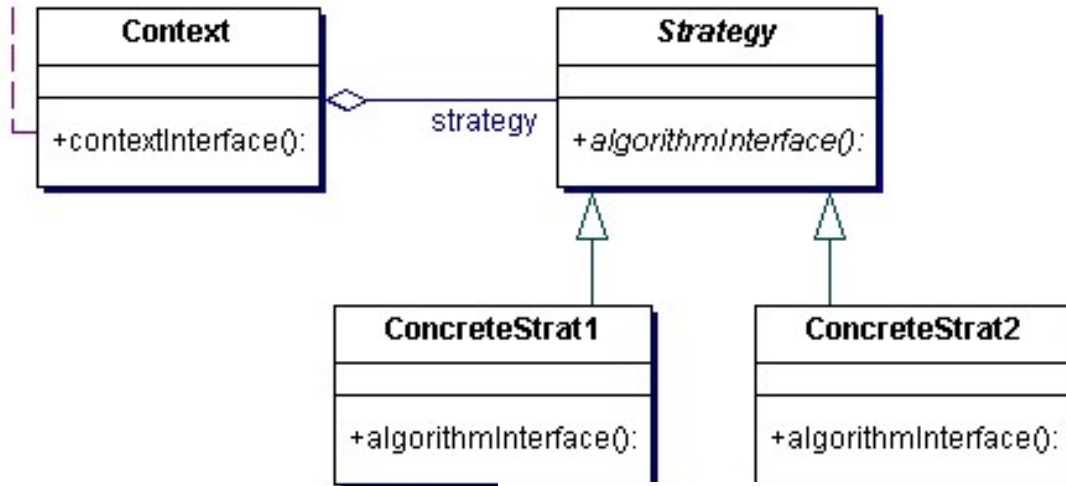 Context
Strategy
+contextInterface():
strategy
+algorithmInterface():
ConcreteStrat1
ConcreteStrat2
+algorithmInterface():
+algorithmInterface():